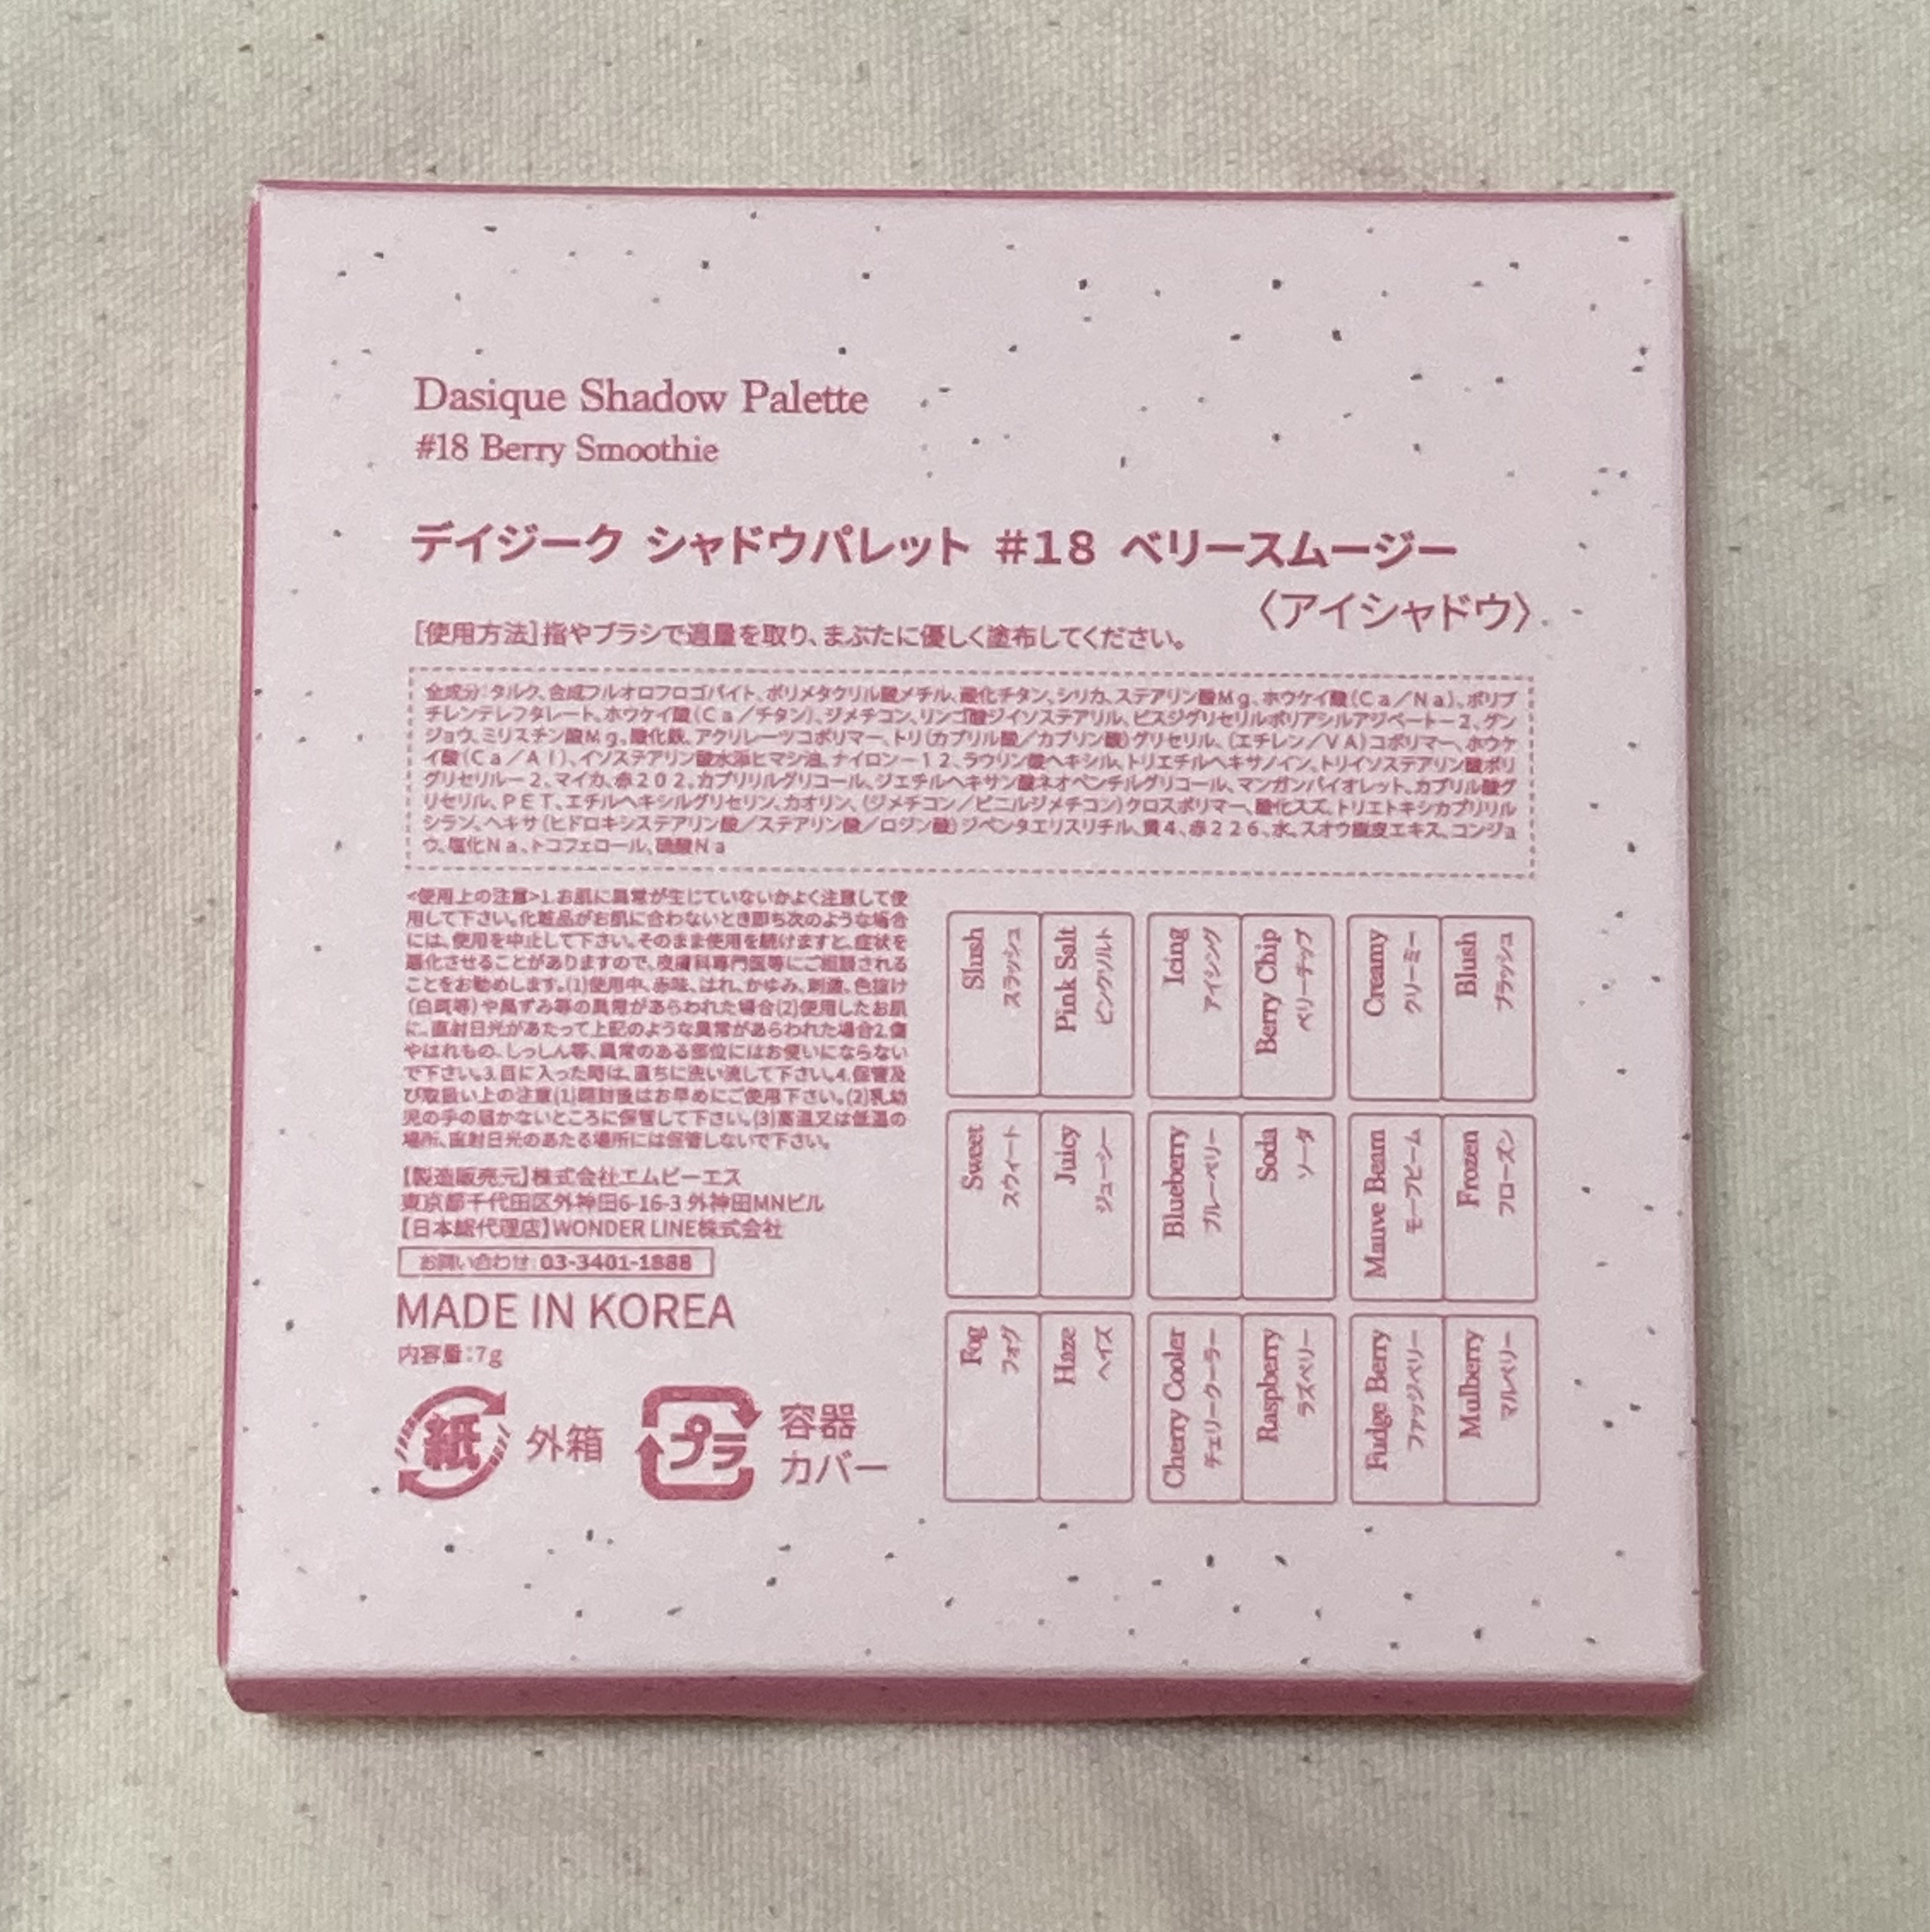 Dasique Shadow Palette
#18 Berry Smoothie
デイジーク シャドウパレット #18 ベリースムージー
〈アイシャドウ〉
[使用方法]指やブラシで適量を取り、まぶたに優しく塗布してください。
全成分:タルク、合成フルオロフロゴパイト、ポリメタクリル酸メチル、酸化チタン、シリカ、ステアリン酸Mg、ホウケイ酸(Ca/Na)、ポリブ
チレンテレフタレート、ホウケイ酸(Ca/チタン)、ジメチコン、リンゴ酸ジイソステアリル、ビスジグリセリルポリアシルアジペート-2、グン
ジョウ、ミリスチン酸Mg、酸化鉄、アクリレーツコポリマー、トリ(カプリル酸/カプリン酸)グリセリル、(エチレン/VA)コポリマー、ホウケ
イ酸(Ca/Al)、イソステアリン酸水添ヒマシ油、ナイロン-12、ラウリン酸ヘキシル、トリエチルヘキサノイン、トリイソステアリン酸ポリ
グリセリル-2、マイカ、赤202、カプリリルグリコール、ジエチルヘキサン酸ネオペンチルグリコール、マンガンバイオレット、カプリル酸グ
リセリル、PET、エチルヘキシルグリセリン、カオリン、(ジメチコン/ビニルジメチコン)クロスポリマー、酸化スズ、トリエトキシカプリリル
シラン、ヘキサ(ヒドロキシステアリン酸/ステアリン酸/ロジン酸)ジペンタエリスリチル、黄4、赤226、水、スオウ樹皮エキス、コンジョ
ウ、塩化Na、トコフェロール、硫酸Na
<使用上の注意>1.お肌に異常が生じていないかよく注意して使
用して下さい。化粧品がお肌に合わないとき即ち次のような場合
には、使用を中止して下さい。そのまま使用を続けますと、症状を
悪化させることがありますので、皮膚科専門医等にご相談される
ことをお勧めします。(1)使用中、赤味、はれ、かゆみ、刺激、色抜け
(白斑等)や黒ずみ等の異常があらわれた場合(2)使用したお肌
に、直射日光があたって上記のような異常があらわれた場合2.傷
やはれもの、しっしん等、異常のある部位にはお使いにならない
で下さい。3.目に入った時は、直ちに洗い流して下さい。4.保管及
び取扱い上の注意(1)開封後はお早めにご使用下さい。(2)乳幼
児の手の届かないところに保管して下さい。(3)高温又は低温の
場所、直射日光のあたる場所には保管しないで下さい。
【製造販売元】株式会社エムビーエス
東京都千代田区外神田6-16-3 外神田MNビル
【日本総代理店】WONDER LINE株式会社
お問い合わせ:03-3401-1888
MADE IN KOREA
内容量:7g
紙 外箱
プラ 容器
カバー
Slush
スラッシュ
Pink Salt
ピンクソルト
Icing
アイシング
Berry Chip
ベリーチップ
Creamy
クリーミー
Blush
ブラッシュ
Sweet
スウィート
Juicy
ジューシー
Blueberry
ブルーベリー
Soda
ソーダ
Mauve Beam
モーブビーム
Frozen
フローズン
Fog
フォグ
Haze
ヘイズ
Cherry Cooler
チェリークーラー
Raspberry
ラズベリー
Fudge Berry
ファッジベリー
Mulberry
マルベリー